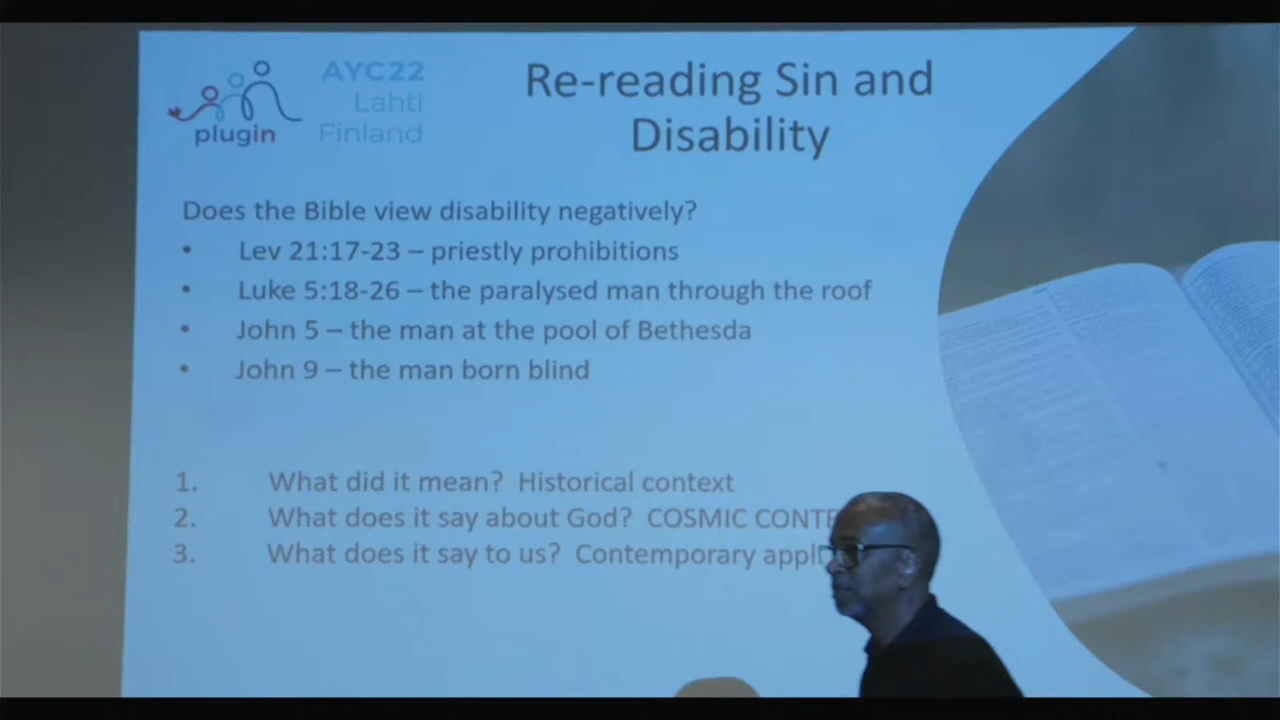 plugin
AYC22
Lahti
Finland
Re-reading Sin and
Disability
Does the Bible view disability negatively?
• Lev 21:17-23 – priestly prohibitions
• Luke 5:18-26 – the paralysed man through the roof
• John 5 – the man at the pool of Bethesda
• John 9 – the man born blind
1. What did it mean? Historical context
2. What does it say about God? COSMIC
3. What does it say to us? Contemporary